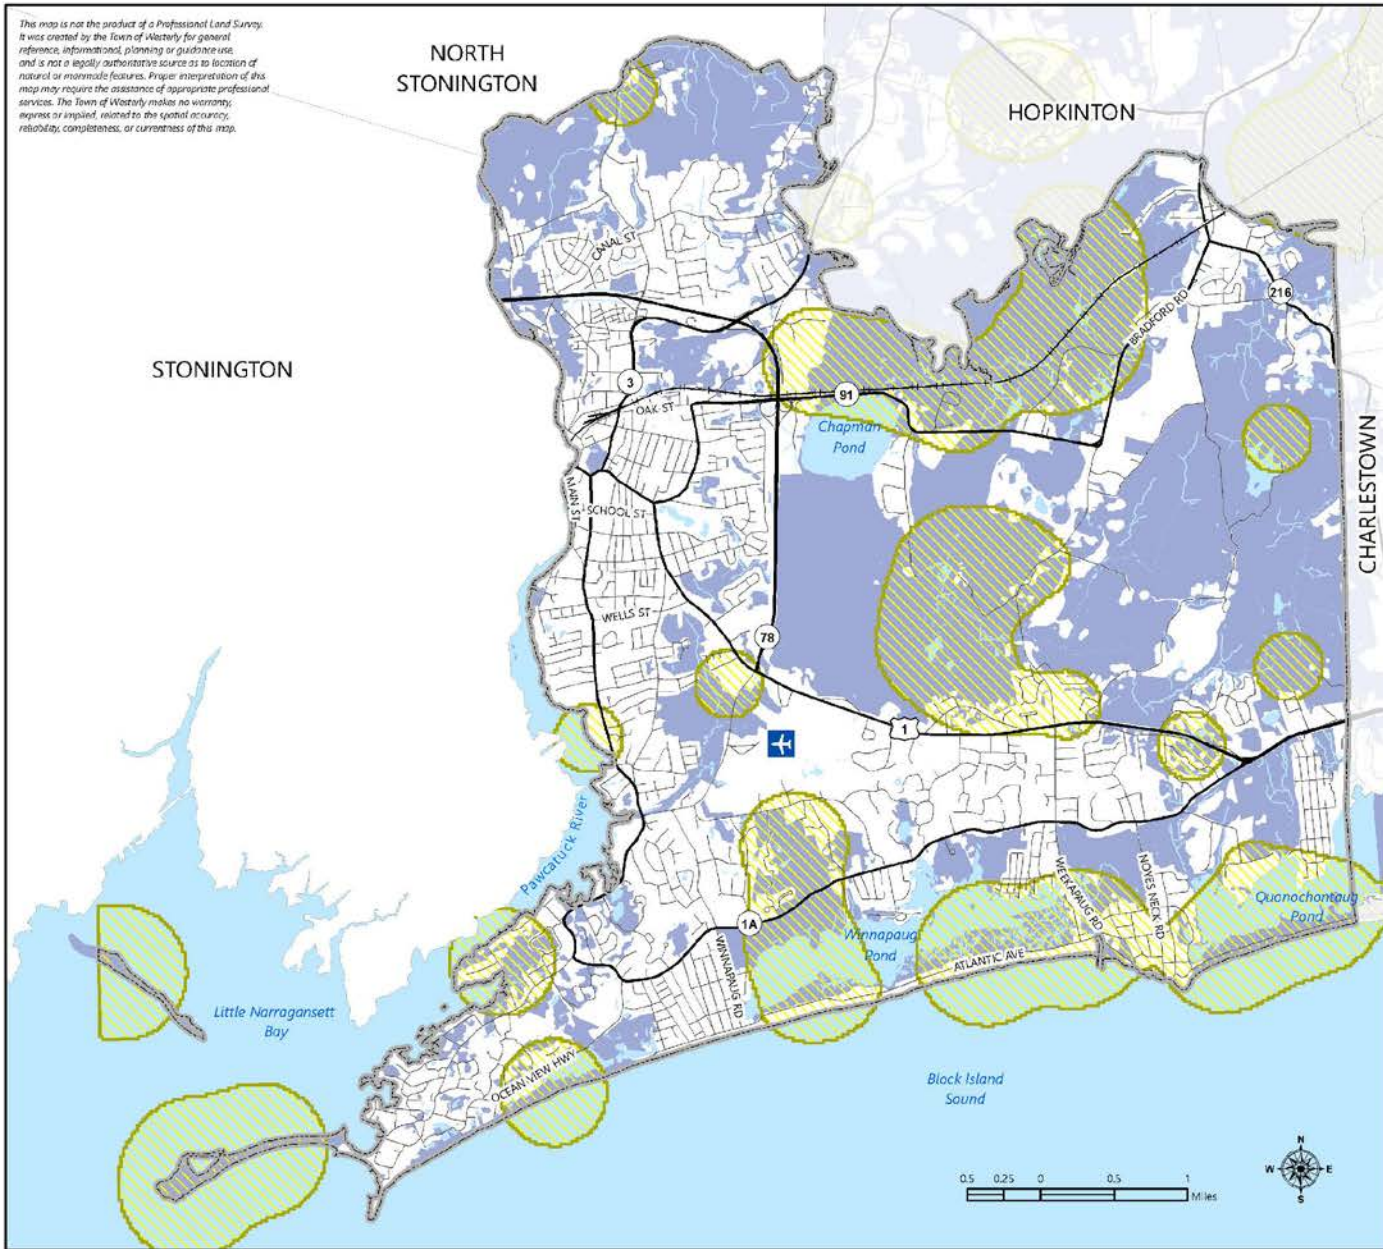 This map is not the product of a Professional Land Survey.
It was created by the Town of Westerly for general
reference, informational, planning or guidance use,
and is not a legally authoritative source as to location of
natural or manmade features. Proper interpretation of this
map may require the assistance of appropriate professional
services. The Town of Westerly makes no warranty,
express or implied, related to the spatial accuracy,
reliability, completeness, or currentness of this map.
NORTH
STONINGTON
HOPKINTON
STONINGTON
CHARLESTOWN
CANAL ST
216
BRADFORD RD
3
91
OAK ST
Chapman
Pond
MAIN ST
SCHOOL ST
WELLS ST
78
1
Pawcatuck River
WEEKAPAUG RD
NOYES NECK RD
Quonochontaug
Pond
1A
Winnapaug
Pond
WINNAPAUG RD
ATLANTIC AVE
Little Narragansett
Bay
OCEAN VIEW HWY
Block Island
Sound
N
W
E
S
0.5 0.25 0 0.5 1
Miles